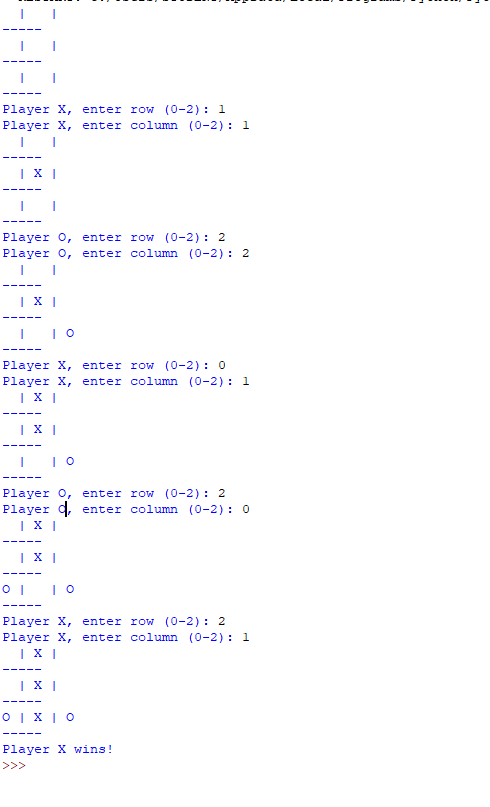 |   |
-----
  |   |
-----
  |   |
-----
Player X, enter row (0-2): 1
Player X, enter column (0-2): 1
  |   |
-----
  | X |
-----
  |   |
-----
Player O, enter row (0-2): 2
Player O, enter column (0-2): 2
  |   |
-----
  | X |
-----
  |   | O
-----
Player X, enter row (0-2): 0
Player X, enter column (0-2): 1
  | X |
-----
  | X |
-----
  |   | O
-----
Player O, enter row (0-2): 2
Player O, enter column (0-2): 0
  | X |
-----
  | X |
-----
O |   | O
-----
Player X, enter row (0-2): 2
Player X, enter column (0-2): 1
  | X |
-----
  | X |
-----
O | X | O
-----
Player X wins!
>>>